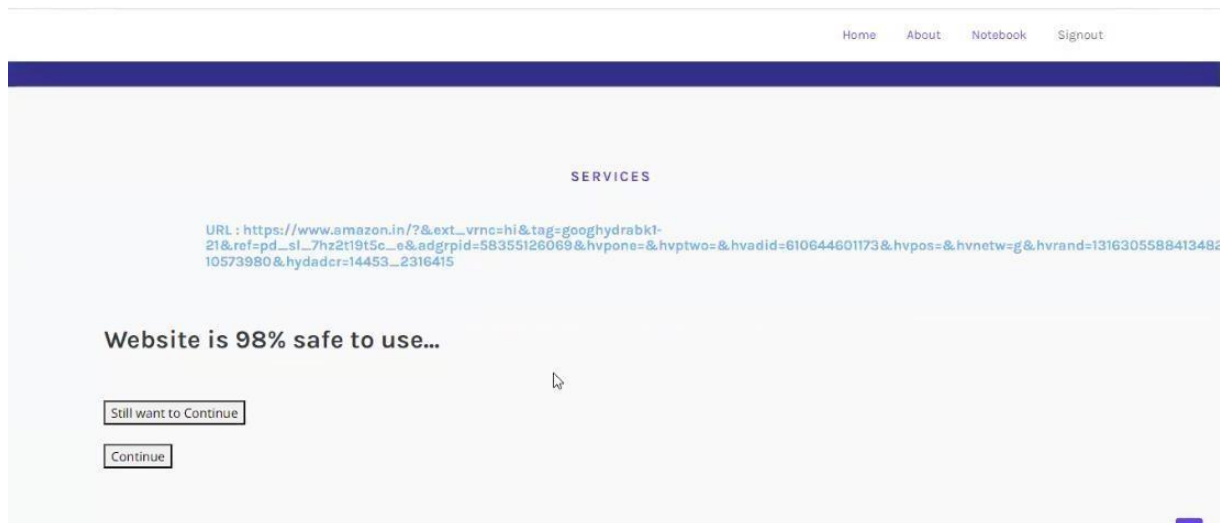 Home About Notebook Signout
SERVICES
URL : https://www.amazon.in/?&ext_vrnc=hi&tag=googhydrabk1-
21&ref=pd_sl_7hz2t19t5c_e&adgrpid=58355126069&hvpone=&hvptwo=&hvadid=610644601173&hvpos=&hvnetw=g&hvrand=1316305588413482
10573980&hydadcr=14453_2316415
Website is 98% safe to use...
Still want to Continue
Continue